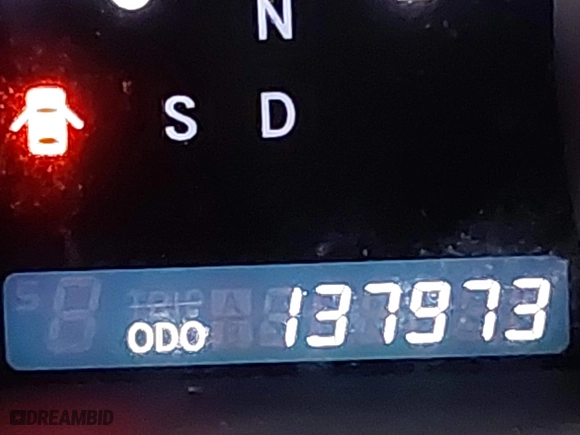 N
S D
ODO 137973
DREAMBID